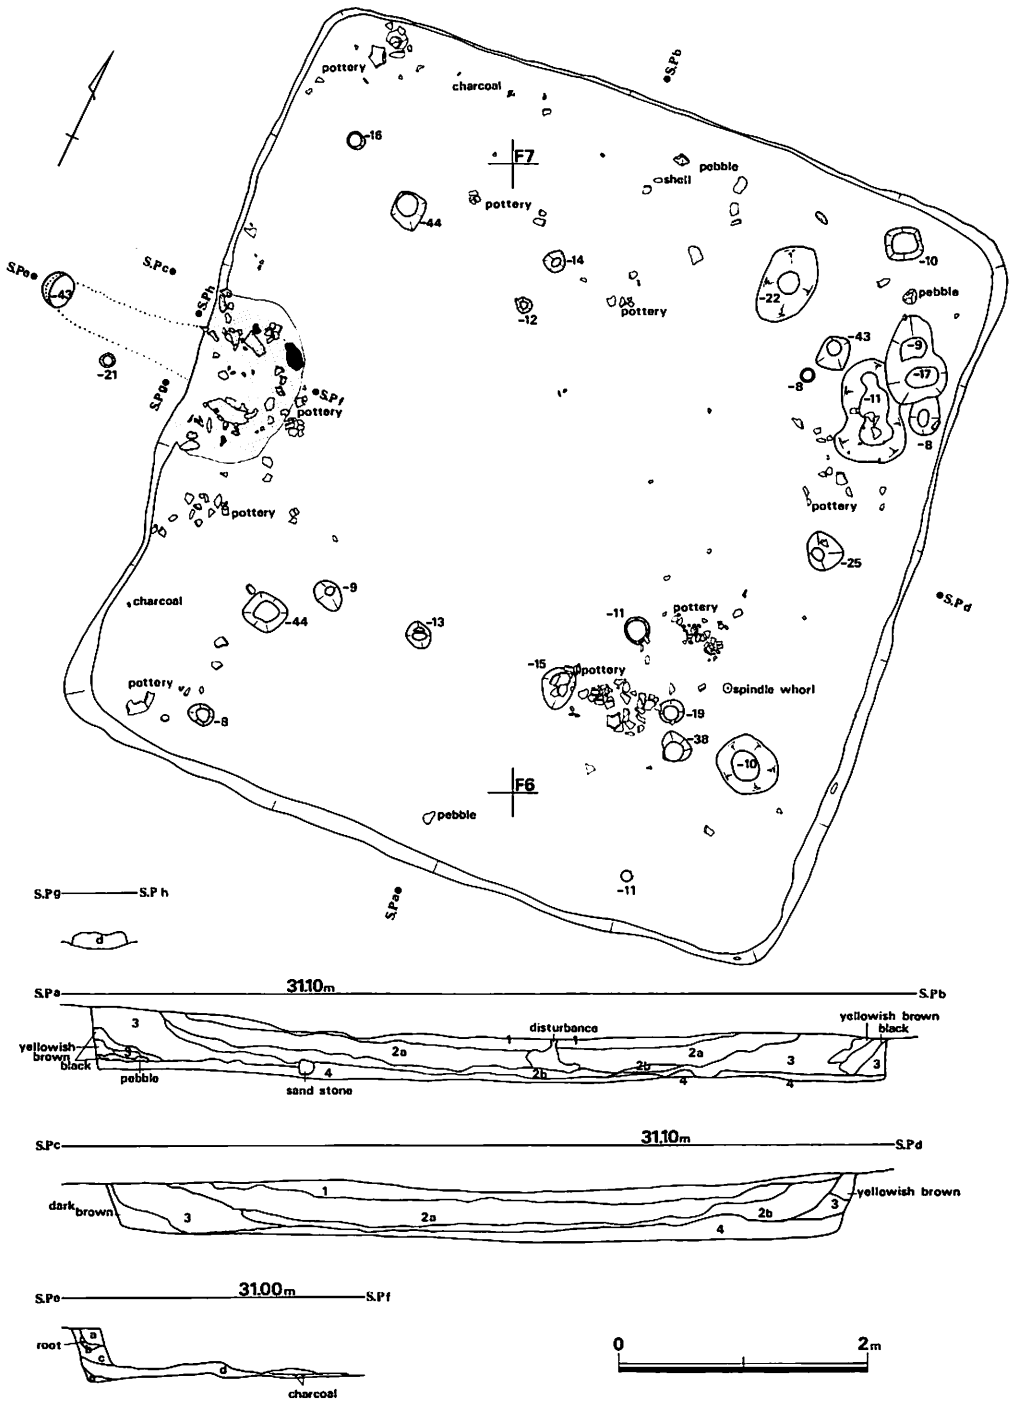 S.Pb
pottery
charcoal
-16
F7
pebble
shell
-44
pottery
-10
S.Pc
S.Pe
-14
-22
pebble
-43
S.Ph
-12
pottery
-43
-9
-21
-8
-17
S.Pg
S.Pf
-11
pottery
-8
pottery
pottery
-25
-9
S.Pd
charcoal
-44
-11
pottery
-13
-15
pottery
spindle whorl
pottery
-8
-19
-38
-10
F6
pebble
-11
S.Pa
S.Pg S.Ph
d
S.Pa 31.10m S.Pb
yellowish brown
black
3 disturbance
1 1
yellowish brown
black
3 2a 2a 3 3
2b 2b
4 4 4
pebble
sand stone
S.Pc 31.10m S.Pd
dark brown
1
yellowish brown
3 2a 2b 3
4
S.Pe 31.00m S.Pf
a
root
b
c
d
e
charcoal
0 2m